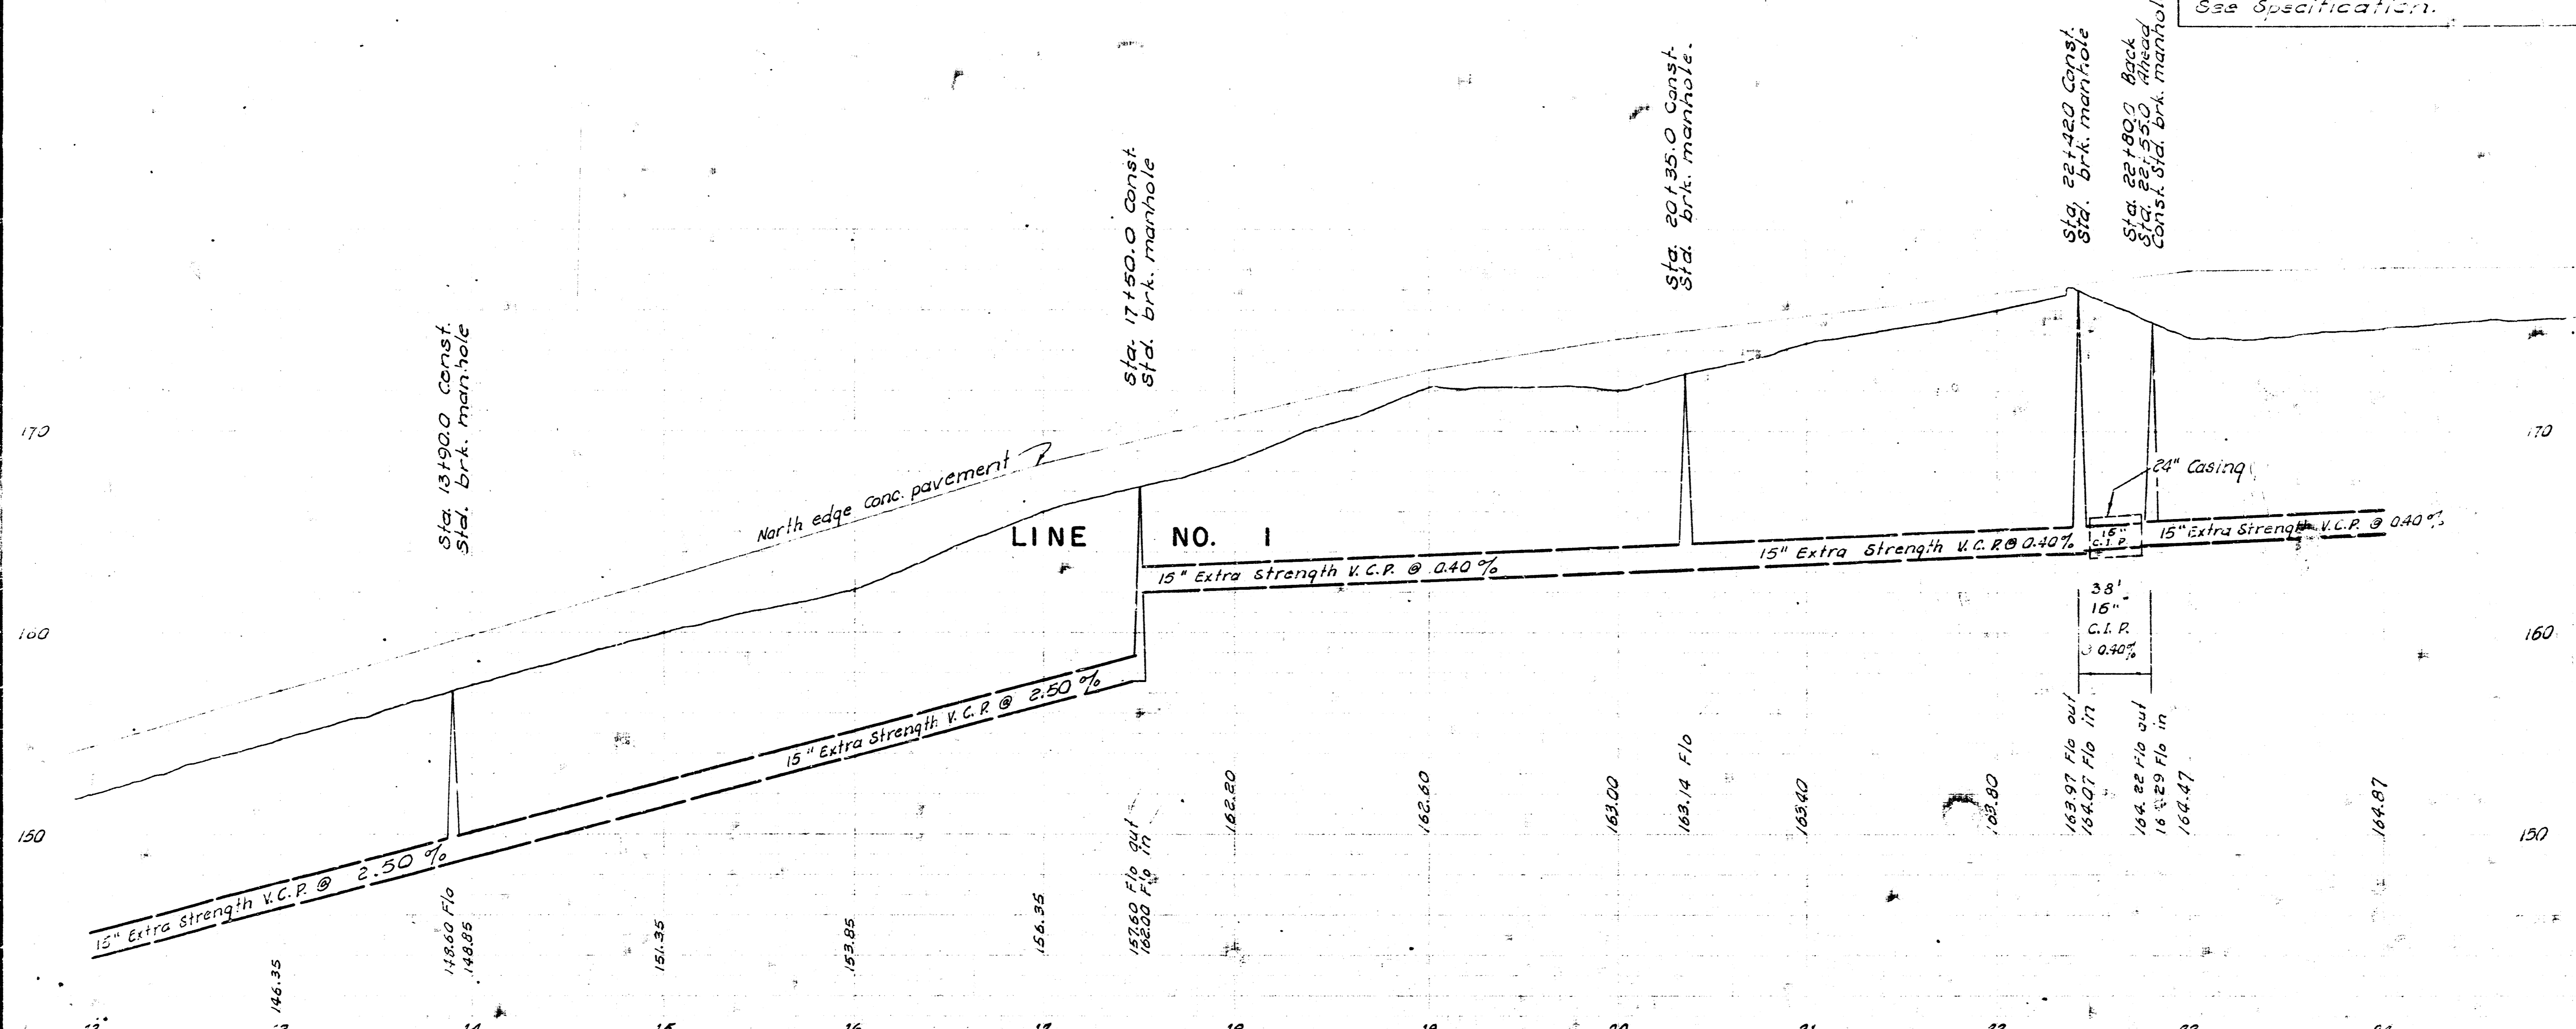 See Specification.
Sta. 13+90.0 Const.
Std. brk. manhole
Sta. 17+50.0 Const.
Std. brk. manhole
Sta. 20+35.0 Const.
Std. brk. manhole.
Sta. 22+42.0 Const.
Std. brk. manhole
Sta. 22+80.0 Back
Sta. 22+55.0 Ahead
Const. Std. brk. manhole
170
170
North edge conc. pavement
24" Casing
LINE NO. 1
15" Extra Strength V.C.P. @ 0.40%
15" Extra Strength V.C.P. @ 0.40%
16"
C.I.P.
15" Extra Strength V.C.P. @ 0.40%
38'
16"
C.I.P.
0.40%
160
160
15" Extra Strength V.C.P. @ 2.50%
15" Extra Strength V.C.P. @ 2.50%
150
150
146.35
148.60 Flo
148.85
151.35
153.85
156.35
157.60 Flo out
162.00 Flo in
162.20
162.60
163.00
163.14 Flo
163.40
163.80
163.97 Flo out
164.07 Flo in
164.22 Flo out
29 Flo in
164.47
164.87
14 15 16 17 18 19 20 21 22 23 24